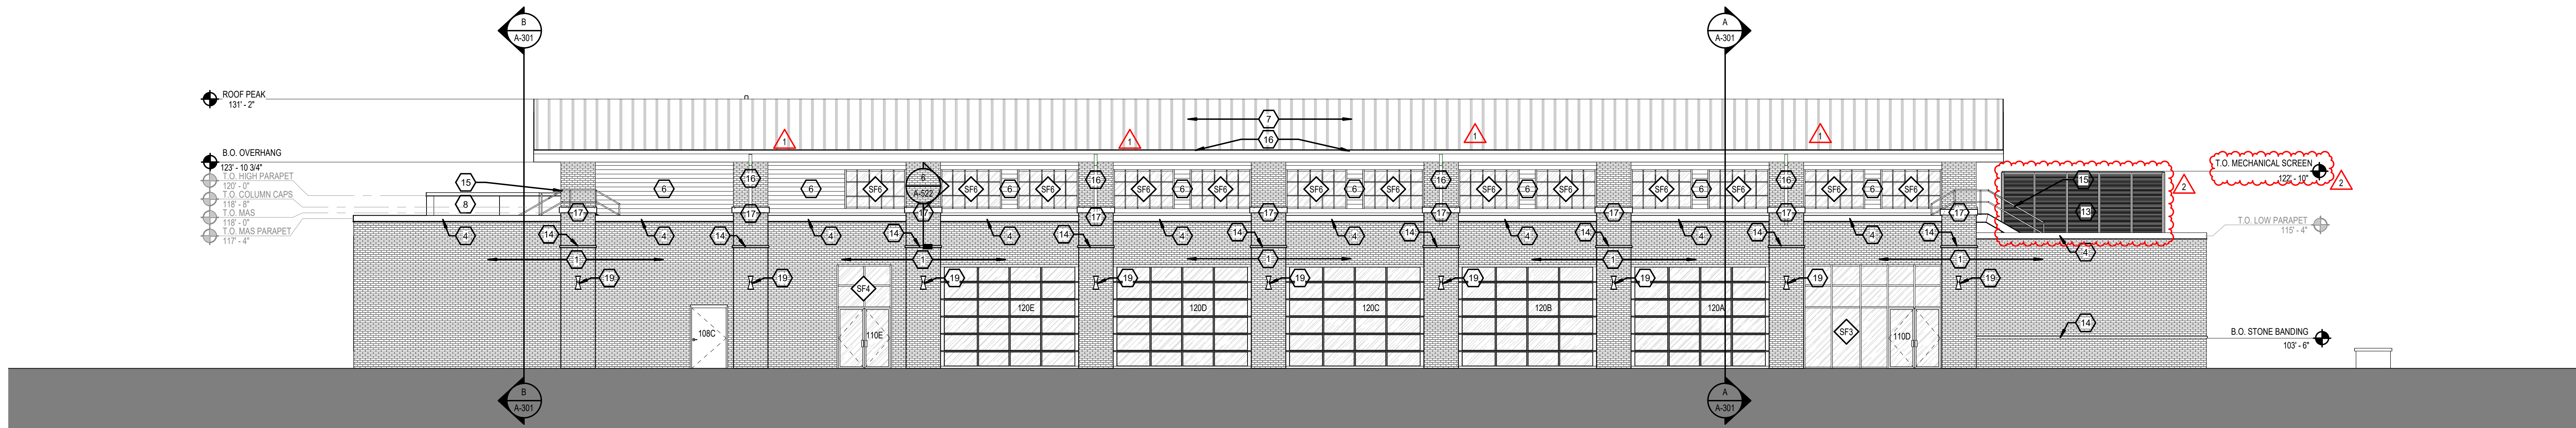 B
A-301
A
A-301
ROOF PEAK
131' - 2"
7
16
1
1
1
1
B.O. OVERHANG
123' - 10 3/4"
T.O. HIGH PARAPET
120' - 0"
T.O. COLUMN CAPS
118' - 8"
T.O. MAS
118' - 0"
T.O. MAS PARAPET
117' - 4"
T.O. MECHANICAL SCREEN
122' - 10"
2
2
15
8
6
16
6
SF6
6
A-522
SF6
6
SF6
16
SF6
6
SF6
SF6
6
SF6
16
SF6
6
SF6
SF6
6
SF6
16
SF6
6
SF6
15
13
17
17
17
17
17
17
17
17
17
T.O. LOW PARAPET
115' - 4"
4
4
4
4
4
4
4
4
4
4
14
14
14
14
14
14
14
14
14
1
1
1
1
1
19
19
19
19
19
19
19
19
19
SF4
108C
110E
120E
120D
120C
120B
120A
SF3
110D
14
B.O. STONE BANDING
103' - 6"
B
A-301
A
A-301